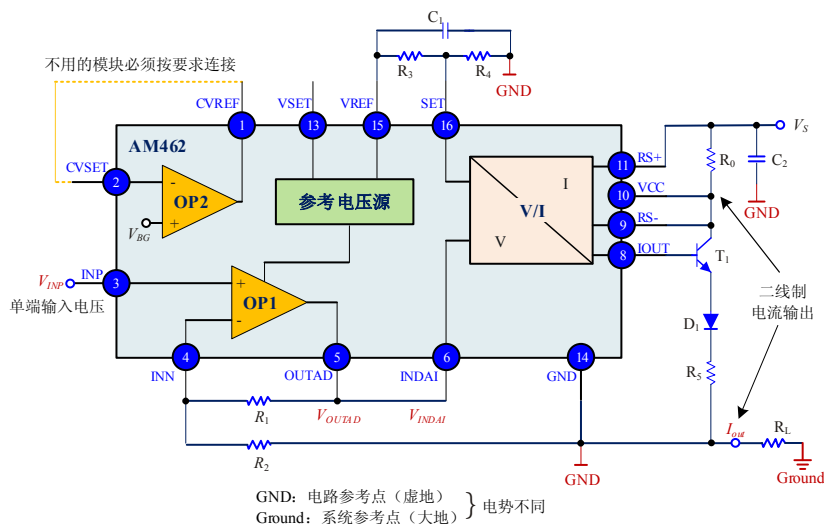 C1
不用的模块必须按要求连接
R3
R4
GND
CVREF
VSET
VREF
SET
1
13
15
16
AM462
VS
11
RS+
R0
C2
CVSET
2
-
OP2
+
VBG
参考电压源
I
V/I
V
10
VCC
GND
9
RS-
8
IOUT
T1
VINP
INP
3
单端输入电压
+
OP1
-
二线制
电流输出
D1
4
5
6
14
INN
OUTAD
INDAI
GND
R5
R1
VOUTAD
VINDAI
R2
Iout
RL
GND
Ground
GND：电路参考点（虚地）
Ground：系统参考点（大地）
} 电势不同